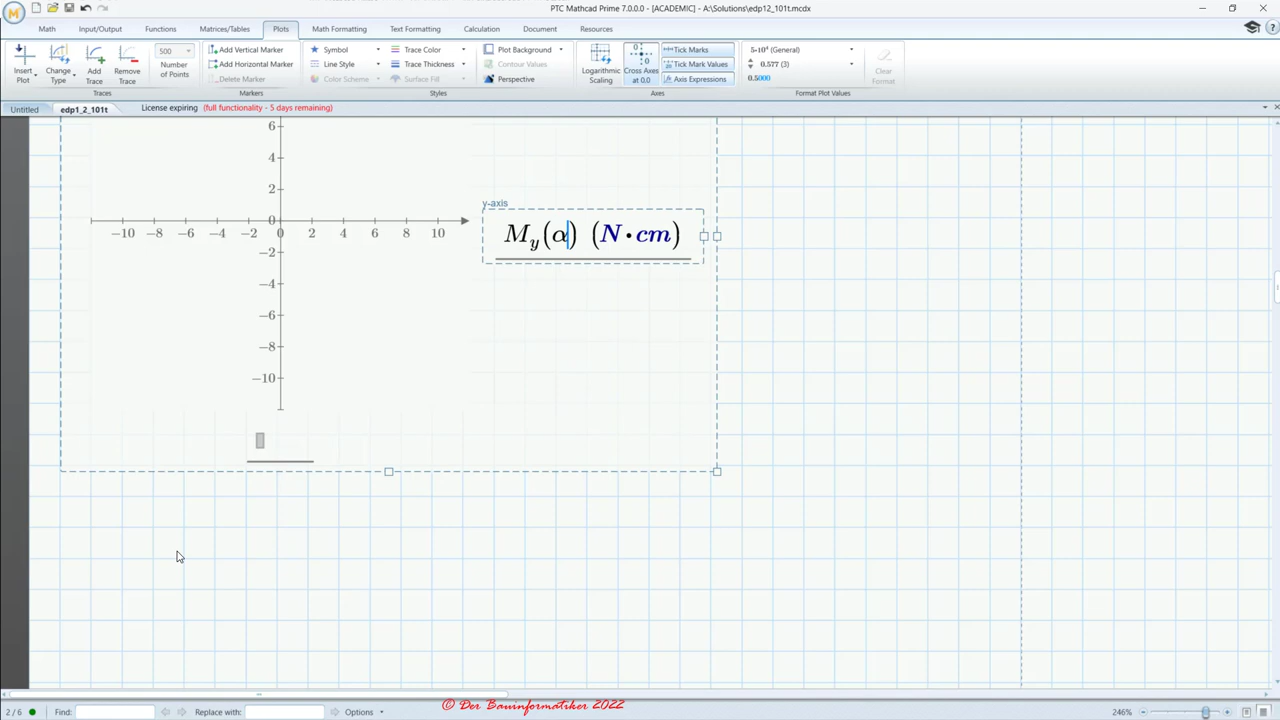 PTC Mathcad Prime 7.0.0.0 - [ACADEMIC] - A:\Solutions\edp12_101t.mcdx
Math Input/Output Functions Matrices/Tables Plots Math Formatting Text Formatting Calculation Document Resources
Insert Plot
Change Type
Add Trace
Remove Trace
500
Number of Points
Traces
Add Vertical Marker
Add Horizontal Marker
Delete Marker
Markers
Symbol
Line Style
Color Scheme
Trace Color
Trace Thickness
Surface Fill
Plot Background
Contour Values
Perspective
Styles
Logarithmic Scaling
Cross Axes at 0.0
Tick Marks
Tick Mark Values
Axis Expressions
Axes
5•10⁴ (General)
0.577 (3)
0.5000
Clear Format
Format Plot Values
Untitled edp1_2_101t License expiring (full functionality - 5 days remaining)
6
4
2
0
−10 −8 −6 −4 −2 0 2 4 6 8 10
−2
−4
−6
−8
−10
y-axis
M_y(α) (N·cm)
2 / 6 Find: Replace with: Options 246%
© Der Bauinformatiker 2022